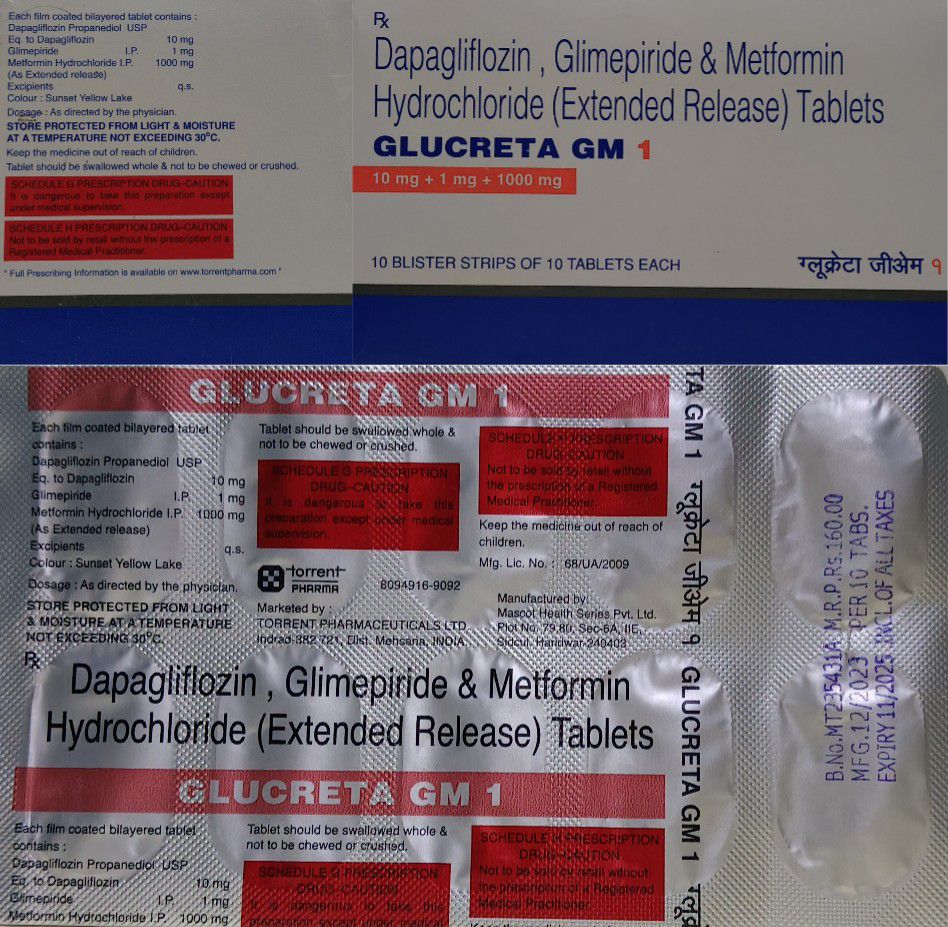 Each film coated bilayered tablet contains :
Dapagliflozin Propanediol USP
Eq. to Dapagliflozin 10 mg
Glimepiride I.P. 1 mg
Metformin Hydrochloride I.P. 1000 mg
(As Extended release)
Excipients q.s.
Colour : Sunset Yellow Lake
Dosage : As directed by the physician.
STORE PROTECTED FROM LIGHT & MOISTURE
AT A TEMPERATURE NOT EXCEEDING 30°C.
Keep the medicine out of reach of children.
Tablet should be swallowed whole & not to be chewed or crushed.
SCHEDULE G PRESCRIPTION DRUG–CAUTION
It is dangerous to take this preparation except
under medical supervision.
SCHEDULE H PRESCRIPTION DRUG–CAUTION
Not to be sold by retail without the prescription of a
Registered Medical Practitioner.
* Full Prescribing Information is available on www.torrentpharma.com *
Rx
Dapagliflozin , Glimepiride & Metformin
Hydrochloride (Extended Release) Tablets
GLUCRETA GM 1
10 mg + 1 mg + 1000 mg
10 BLISTER STRIPS OF 10 TABLETS EACH
ग्लूक्रेटा जीएम १
GLUCRETA GM 1
Each film coated bilayered tablet
contains :
Dapagliflozin Propanediol USP
Eq. to Dapagliflozin 10 mg
Glimepiride I.P. 1 mg
Metformin Hydrochloride I.P. 1000 mg
(As Extended release)
Excipients q.s.
Colour : Sunset Yellow Lake
Dosage : As directed by the physician.
STORE PROTECTED FROM LIGHT
& MOISTURE AT A TEMPERATURE
NOT EXCEEDING 30°C.
Tablet should be swallowed whole &
not to be chewed or crushed.
SCHEDULE G PRESCRIPTION
DRUG–CAUTION
It is dangerous to take this
preparation except under medical
supervision.
torrent
PHARMA
8094916-9092
Marketed by :
TORRENT PHARMACEUTICALS LTD.
Indrad-382 721, Dist. Mehsana, INDIA.
SCHEDULE H PRESCRIPTION
DRUG–CAUTION
Not to be sold by retail without
the prescription of a Registered
Medical Practitioner.
Keep the medicine out of reach of
children.
Mfg. Lic. No. : 68/UA/2009
Manufactured by:
Mascot Health Series Pvt. Ltd.
Plot No. 79,80, Sec-6A, IIE,
Sidcul, Haridwar-249403
Rx
Dapagliflozin , Glimepiride & Metformin
Hydrochloride (Extended Release) Tablets
GLUCRETA GM 1
Each film coated bilayered tablet
contains :
Dapagliflozin Propanediol USP
Eq. to Dapagliflozin 10 mg
Glimepiride I.P. 1 mg
Metformin Hydrochloride I.P. 1000 mg
Tablet should be swallowed whole &
not to be chewed or crushed.
SCHEDULE G PRESCRIPTION
DRUG–CAUTION
It is dangerous to take this
preparation except under medical
SCHEDULE H PRESCRIPTION
DRUG–CAUTION
Not to be sold by retail without
the prescription of a Registered
Medical Practitioner.
TA GM 1 ग्लूक्रेटा जीएम १ GLUCRETA GM 1
B.No.MT235431A M.R.P.Rs.160.00
MFG.12/2023 PER 10 TABS.
EXPIRY11/2025 INCL.OF ALL TAXES